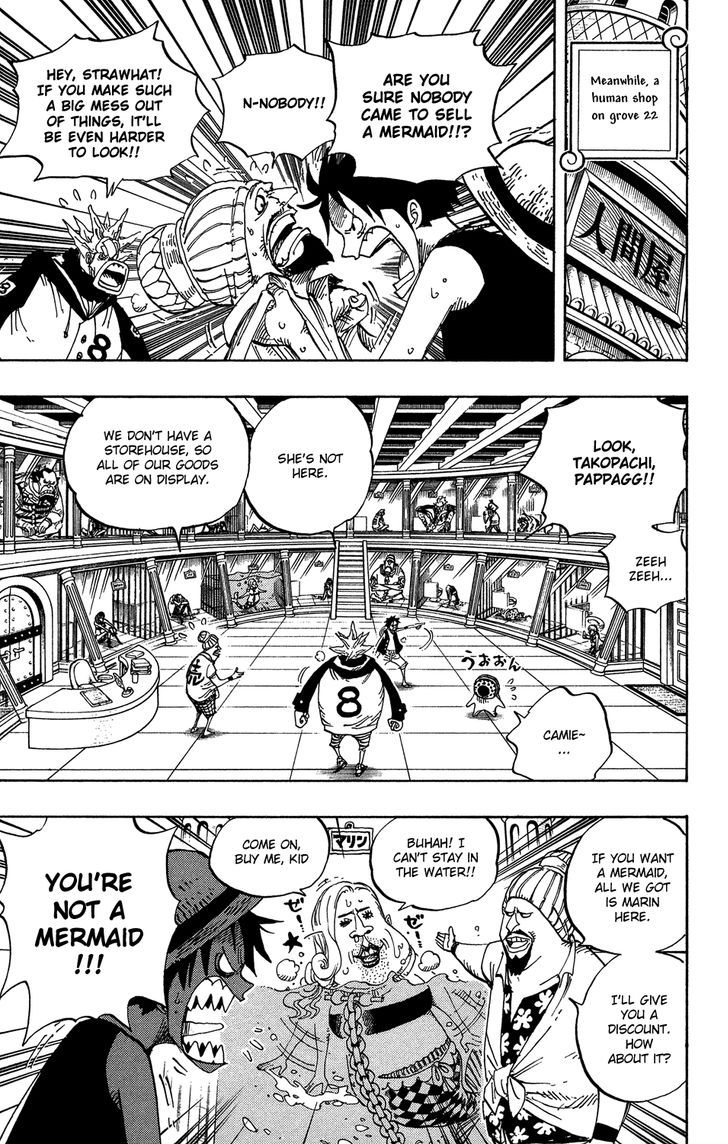 Meanwhile, a
human shop
on grove 22
人間屋
ARE YOU
SURE NOBODY
CAME TO SELL
A MERMAID!!?
N-NOBODY!!
HEY, STRAWHAT!
IF YOU MAKE SUCH
A BIG MESS OUT
OF THINGS, IT'LL
BE EVEN HARDER
TO LOOK!!
8
LOOK,
TAKOPACHI,
PAPPAGG!!
ZEEH
ZEEH...
SHE'S NOT
HERE.
WE DON'T HAVE A
STOREHOUSE, SO
ALL OF OUR GOODS
ARE ON DISPLAY.
うおおん
8
CAMIE~
...
IF YOU WANT
A MERMAID,
ALL WE GOT
IS MARIN
HERE.
I'LL GIVE
YOU A
DISCOUNT.
HOW
ABOUT IT?
マリン
BUHAH! I
CAN'T STAY IN
THE WATER!!
ゼー
ゼー
COME ON,
BUY ME, KID
YOU'RE
NOT A
MERMAID
!!!